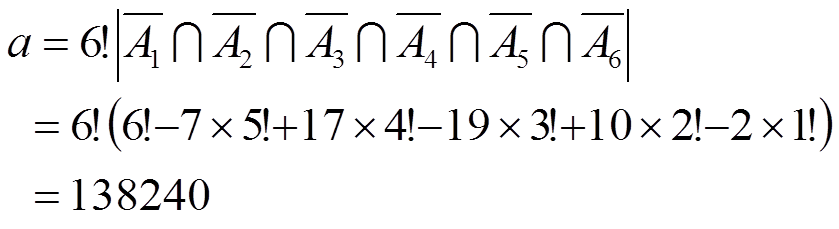 a = 6!|A̅₁ ∩ A̅₂ ∩ A̅₃ ∩ A̅₄ ∩ A̅₅ ∩ A̅₆|
= 6!(6!−7×5!+17×4!−19×3!+10×2!−2×1!)
= 138240